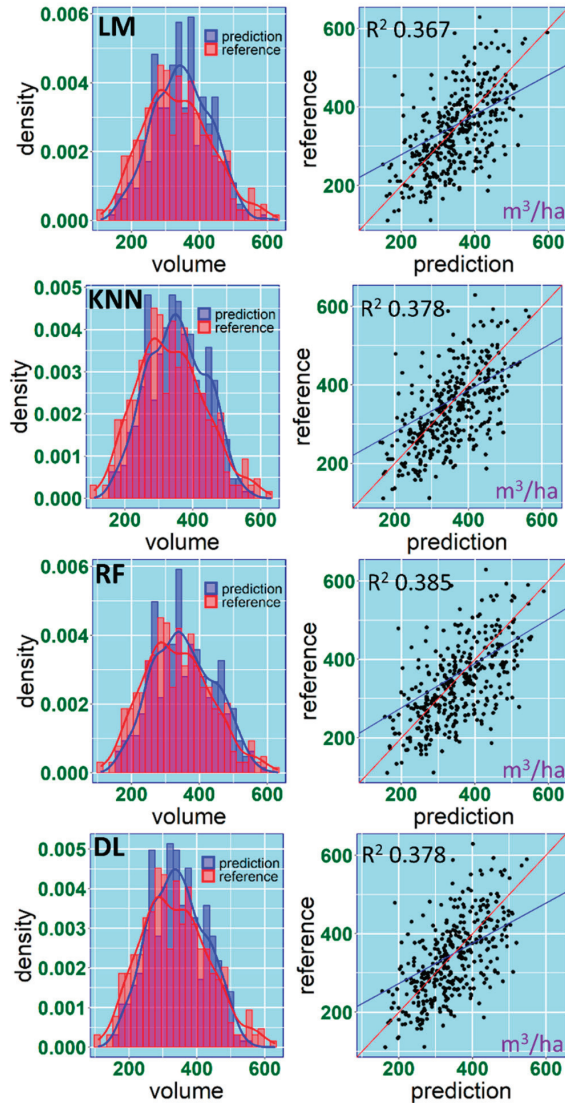 LM
prediction
reference
0.006
0.004
0.002
0.000
density
200
400
600
volume
R² 0.367
600
400
200
reference
m³/ha
200
400
600
prediction
KNN
prediction
reference
0.005
0.004
0.003
0.002
0.001
0.000
density
200
400
600
volume
R² 0.378
600
400
200
reference
m³/ha
200
400
600
prediction
RF
prediction
reference
0.006
0.004
0.002
0.000
density
200
400
600
volume
R² 0.385
600
400
200
reference
m³/ha
200
400
600
prediction
DL
prediction
reference
0.005
0.004
0.003
0.002
0.001
0.000
density
200
400
600
volume
R² 0.378
600
400
200
reference
m³/ha
200
400
600
prediction